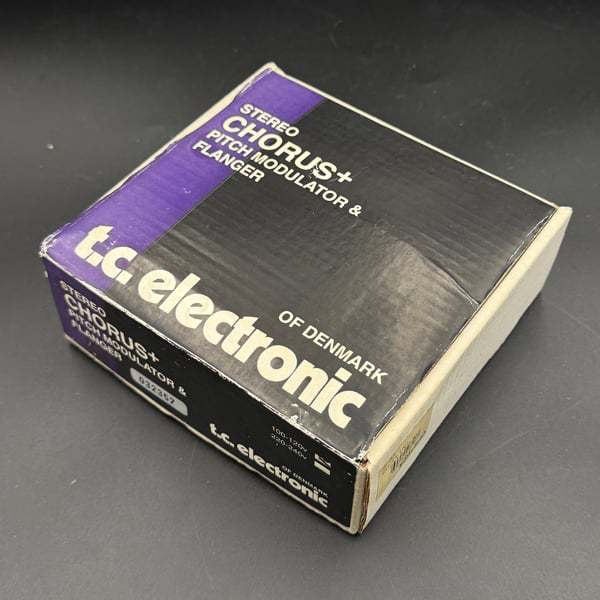 STEREO
CHORUS+
PITCH MODULATOR &
FLANGER
t.c. electronic
OF DENMARK
STEREO
CHORUS+
PITCH MODULATOR &
FLANGER
032367
100-120v
220-240v
t.c. electronic
OF DENMARK